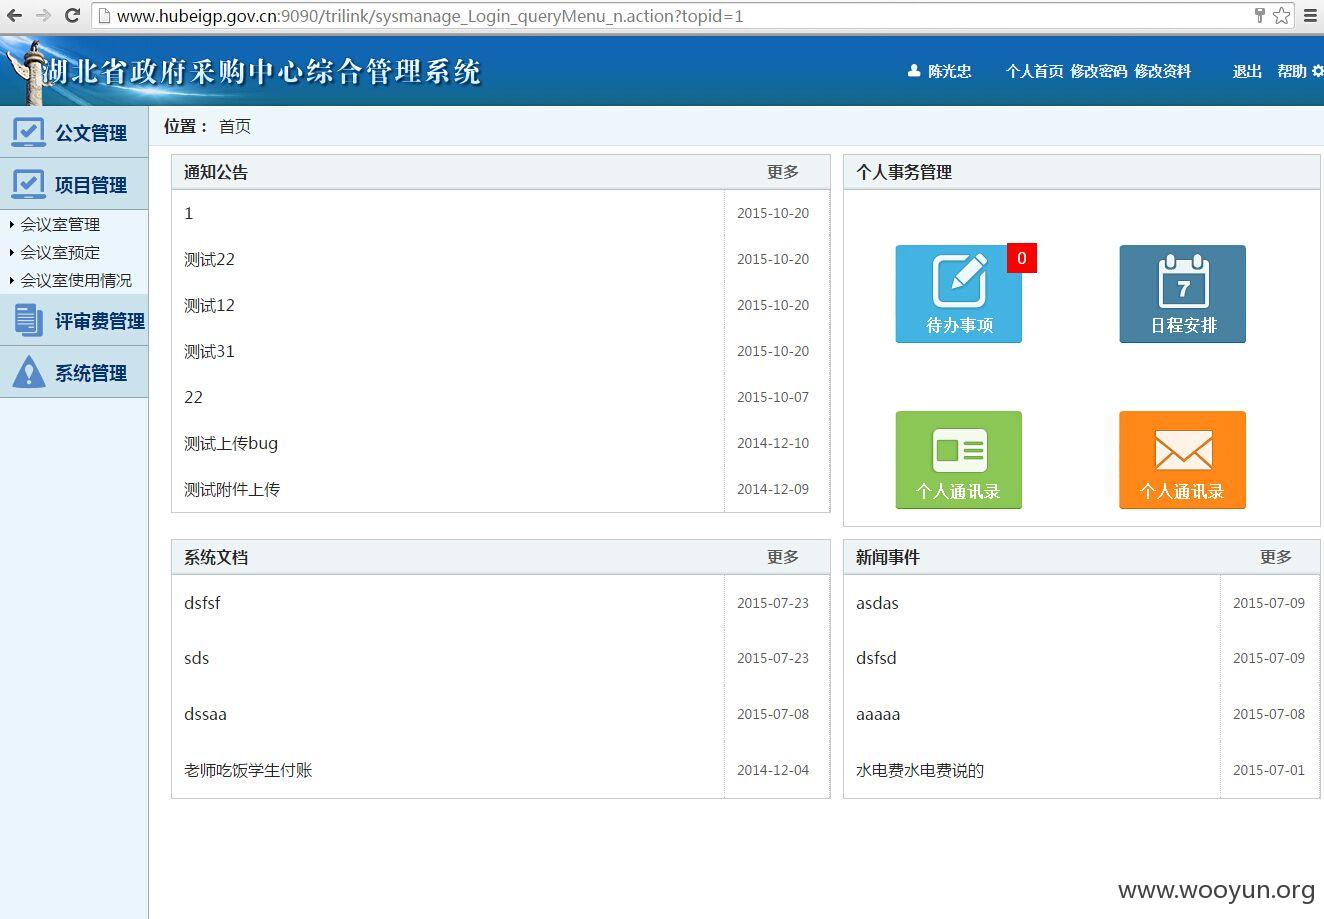 www.hubeigp.gov.cn:9090/trilink/sysmanage_Login_queryMenu_n.action?topid=1
湖北省政府采购中心综合管理系统
陈光忠 个人首页 修改密码 修改资料 退出 帮助
公文管理
项目管理
会议室管理
会议室预定
会议室使用情况
评审费管理
系统管理
位置： 首页
通知公告 更多
1 2015-10-20
测试22 2015-10-20
测试12 2015-10-20
测试31 2015-10-20
22 2015-10-07
测试上传bug 2014-12-10
测试附件上传 2014-12-09
个人事务管理
0
待办事项
7
日程安排
个人通讯录
个人通讯录
系统文档 更多
dsfsf 2015-07-23
sds 2015-07-23
dssaa 2015-07-08
老师吃饭学生付账 2014-12-04
新闻事件 更多
asdas 2015-07-09
dsfsd 2015-07-09
aaaaa 2015-07-08
水电费水电费说的 2015-07-01
www.wooyun.org